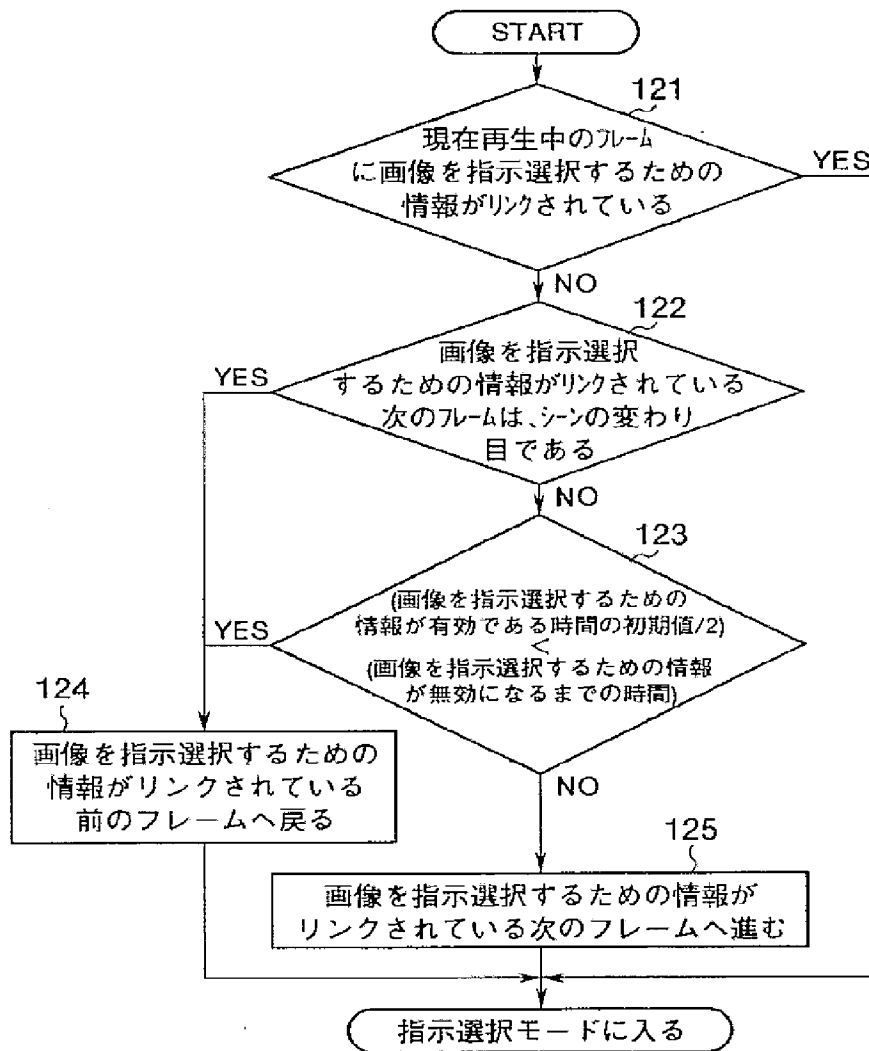 START
121
現在再生中のフレーム
に画像を指示選択するための
情報がリンクされている
YES
NO
122
画像を指示選択
するための情報がリンクされている
次のフレームは、シーンの変わり
目である
YES
NO
123
(画像を指示選択するための
情報が有効である時間の初期値/2)
<
(画像を指示選択するための情報
が無効になるまでの時間)
YES
NO
124
画像を指示選択するための
情報がリンクされている
前のフレームへ戻る
125
画像を指示選択するための情報が
リンクされている次のフレームへ進む
指示選択モードに入る